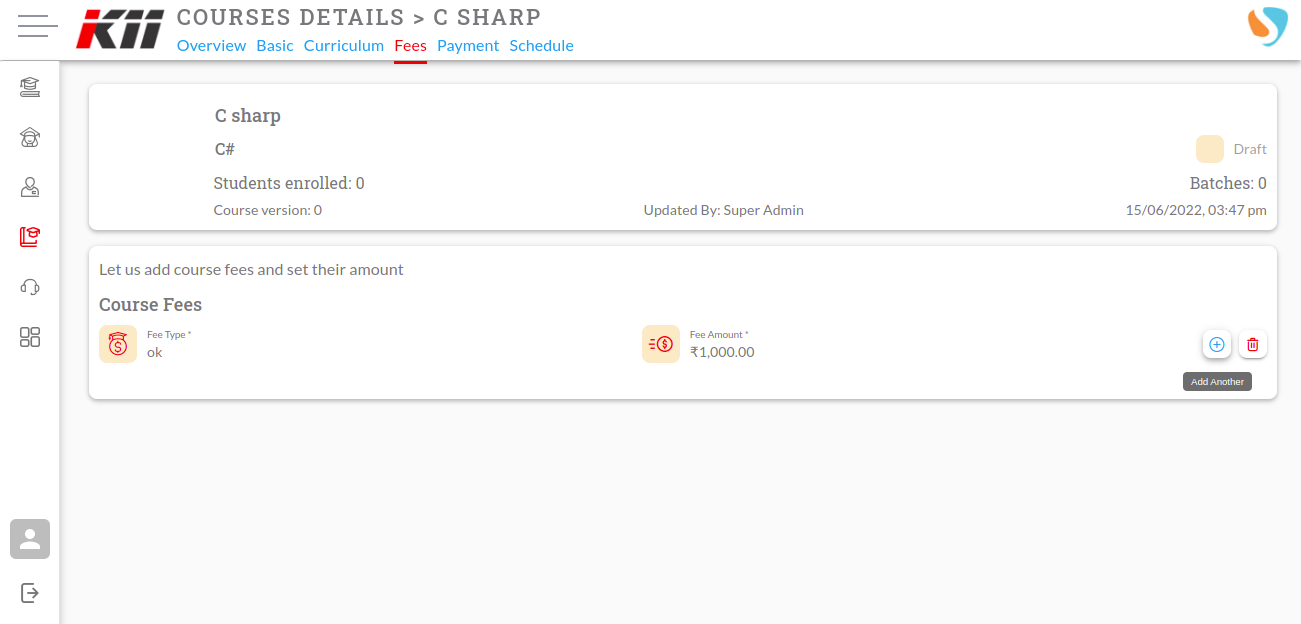 KII
COURSES DETAILS > C SHARP
Overview Basic Curriculum Fees Payment Schedule
C sharp
C#
Draft
Students enrolled: 0
Batches: 0
Course version: 0
Updated By: Super Admin
15/06/2022, 03:47 pm
Let us add course fees and set their amount
Course Fees
Fee Type *
ok
Fee Amount *
₹1,000.00
Add Another